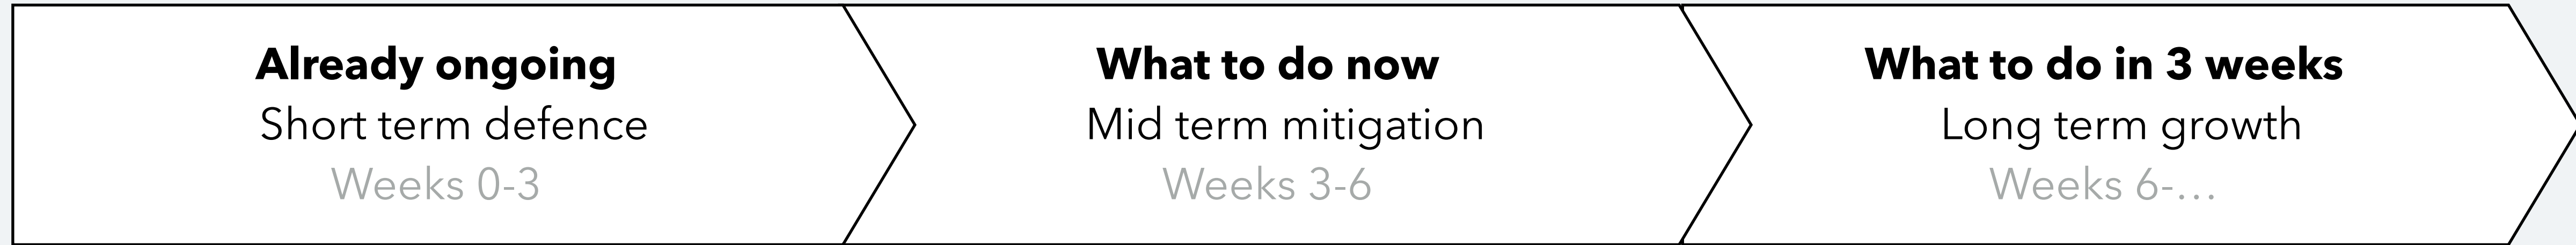 Already ongoing
Short term defence
Weeks 0-3
What to do now
Mid term mitigation
Weeks 3-6
What to do in 3 weeks
Long term growth
Weeks 6-...